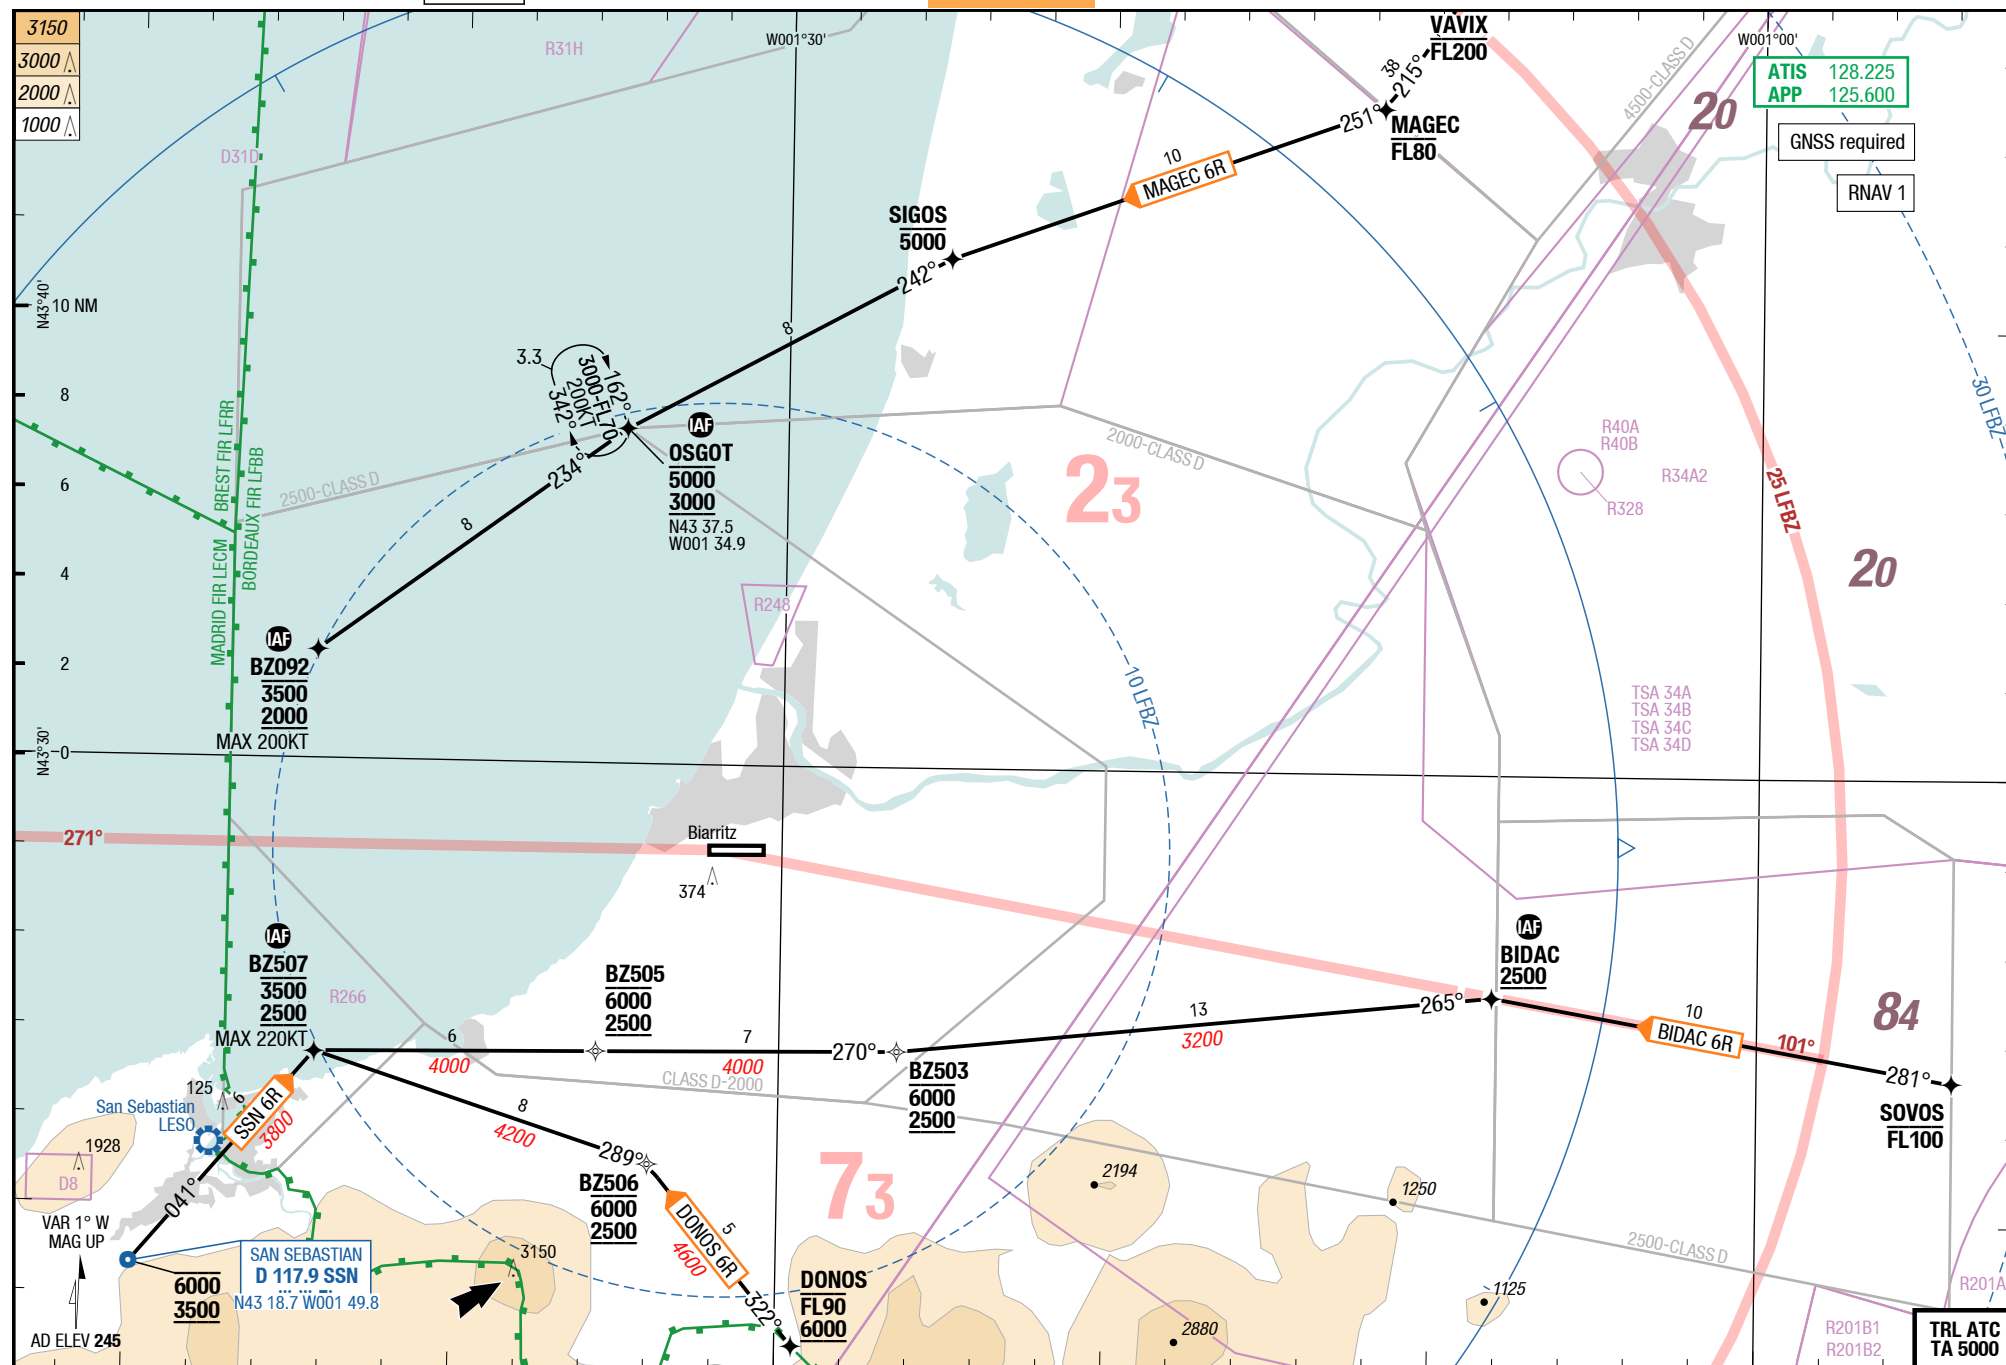 3150
3000
2000
1000
R31H
D31D
W001°30'
VAVIX
FL200
38
215°
251°
MAGEC
FL80
10
MAGEC 6R
4500-CLASS D
W001°00'
ATIS 128.225
APP 125.600
20
GNSS required
RNAV 1
SIGOS
5000
242°
8
N43°40'
10 NM
8
6
4
2
0
3.3
162°
3000-FL70
200KT
342°
234°
8
IAF
OSGOT
5000
3000
N43 37.5
W001 34.9
2500-CLASS D
2000-CLASS D
23
R40A
R40B
R34A2
R328
25 LFBZ
30 LFBZ
20
BREST FIR LFRR
BORDEAUX FIR LFBB
MADRID FIR LECM
R248
IAF
BZ092
3500
2000
MAX 200KT
N43°30'
10 LFBZ
TSA 34A
TSA 34B
TSA 34C
TSA 34D
271°
Biarritz
374
IAF
BZ507
3500
2500
MAX 220KT
R266
BZ505
6000
2500
6
4000
7
4000
270°
BZ503
6000
2500
CLASS D-2000
13
3200
265°
IAF
BIDAC
2500
10
BIDAC 6R
101°
84
281°
SOVOS
FL100
125
San Sebastian
LESO
6
SSN 6R
3800
041°
1928
D8
8
4200
289°
BZ506
6000
2500
5
DONOS 6R
4600
322°
DONOS
FL90
6000
73
2194
1250
1125
2880
2500-CLASS D
VAR 1° W
MAG UP
AD ELEV 245
6000
3500
SAN SEBASTIAN
D 117.9 SSN
N43 18.7 W001 49.8
3150
R201A
R201B1
R201B2
TRL ATC
TA 5000